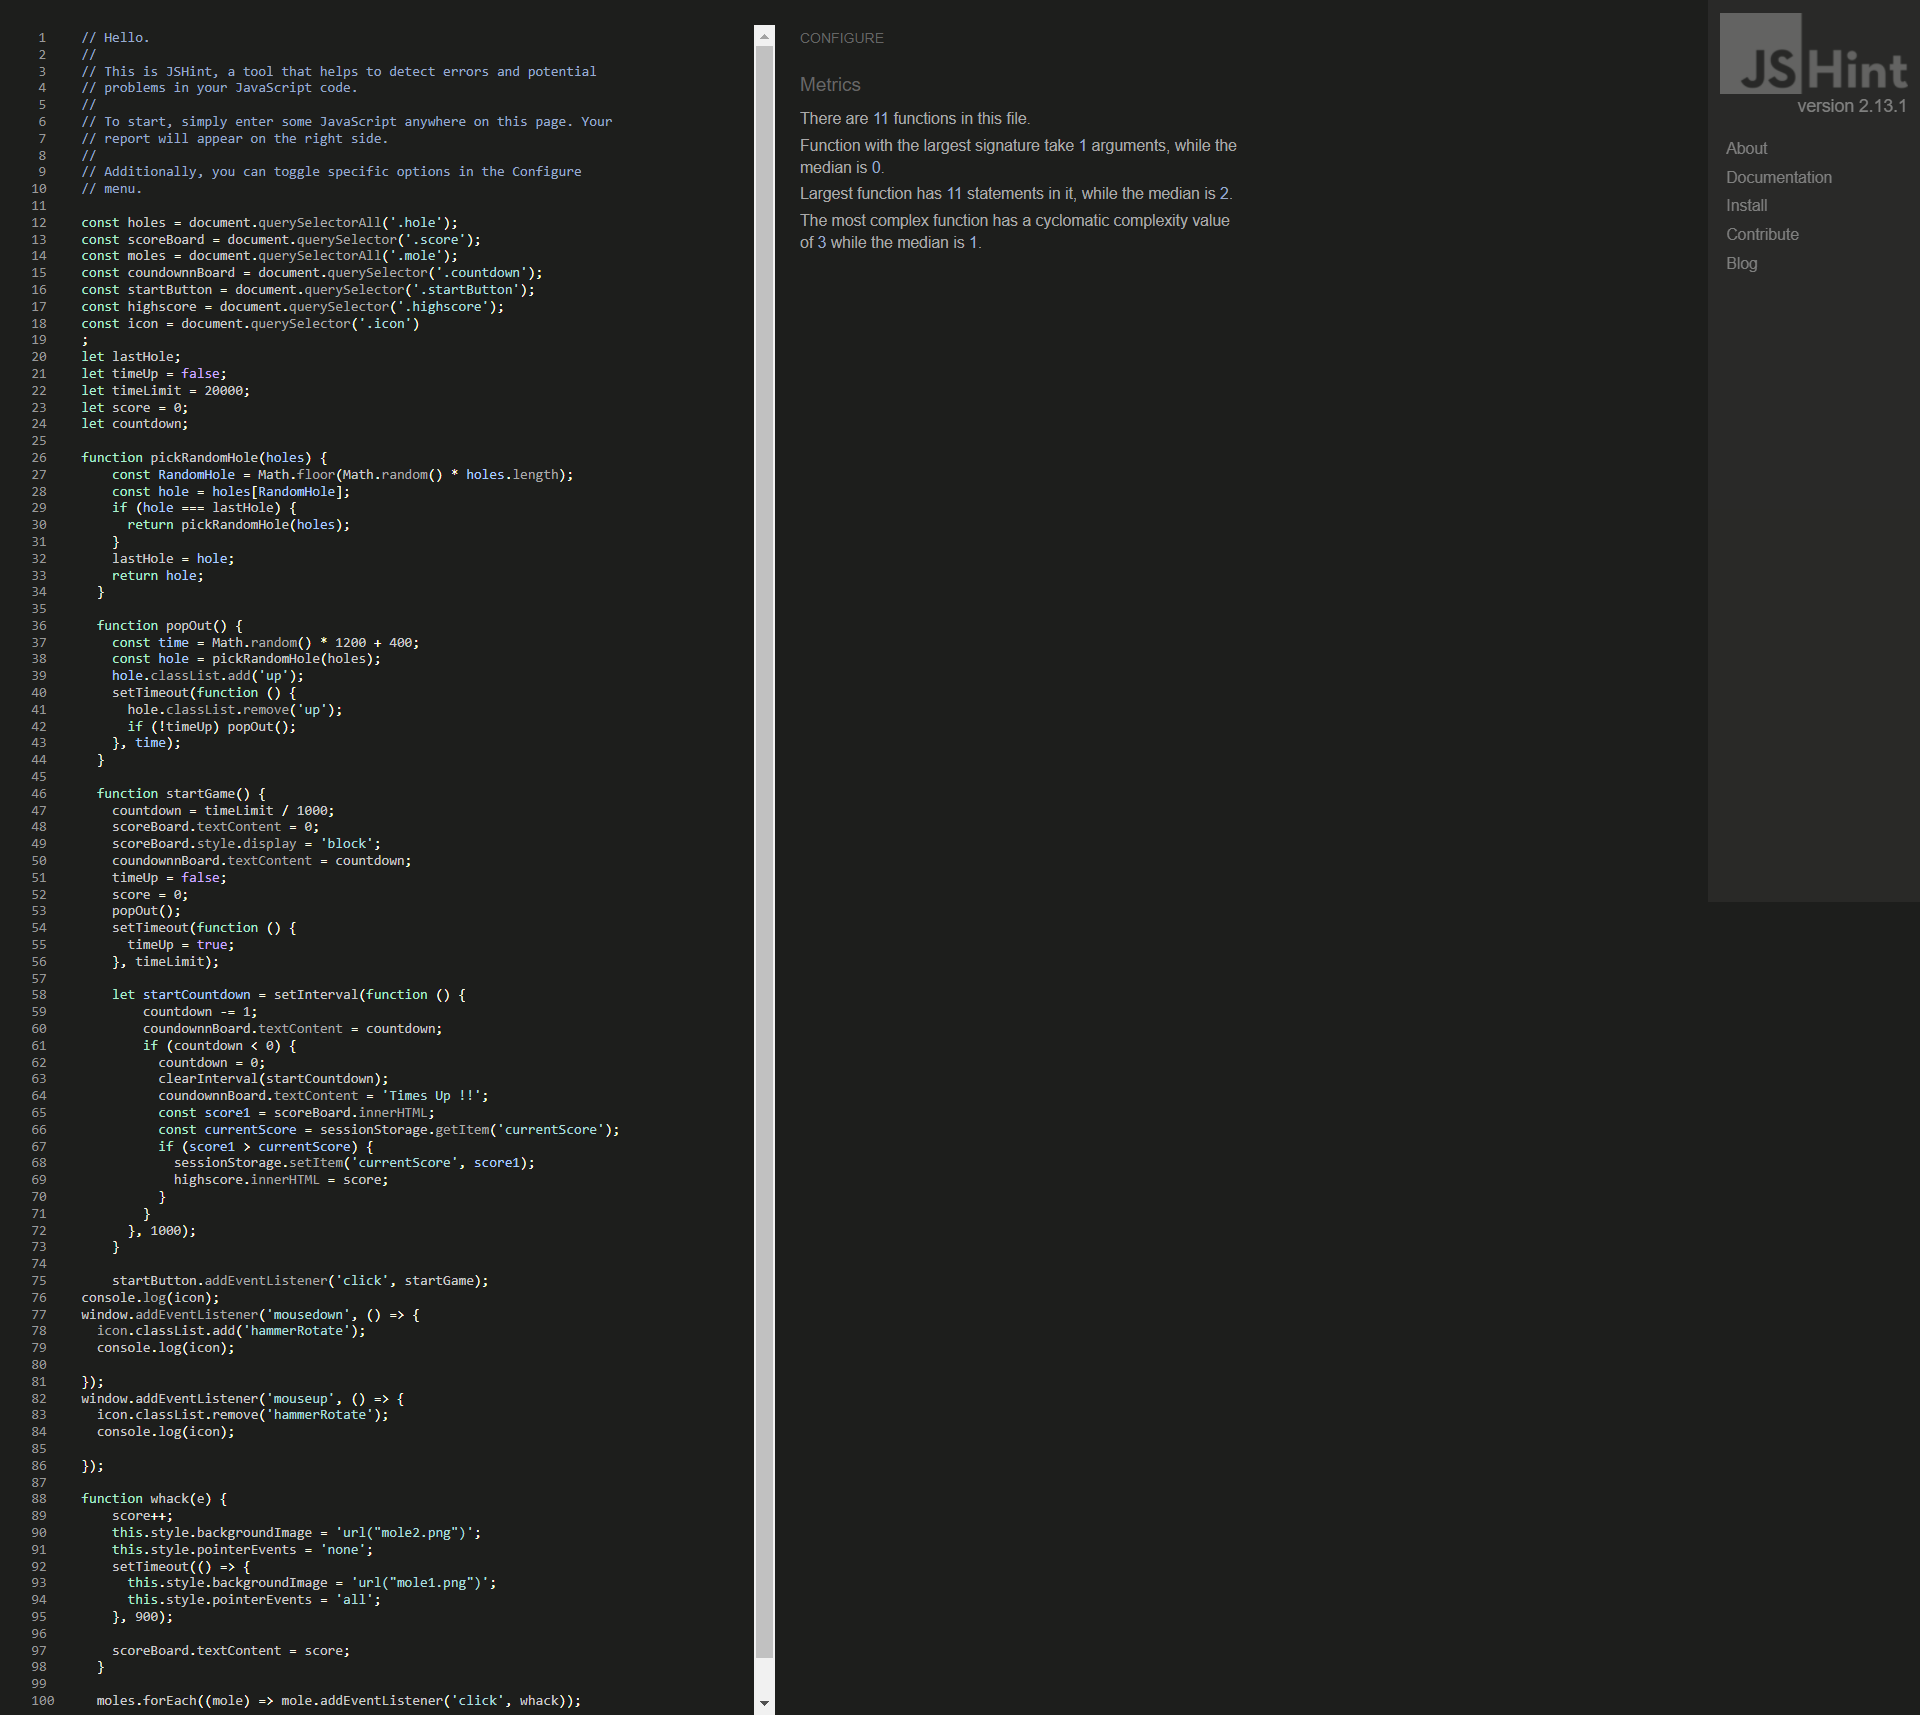 1 // Hello.
2 //
3 // This is JSHint, a tool that helps to detect errors and potential
4 // problems in your JavaScript code.
5 //
6 // To start, simply enter some JavaScript anywhere on this page. Your
7 // report will appear on the right side.
8 //
9 // Additionally, you can toggle specific options in the Configure
10 // menu.
11
12 const holes = document.querySelectorAll('.hole');
13 const scoreBoard = document.querySelector('.score');
14 const moles = document.querySelectorAll('.mole');
15 const coundownnBoard = document.querySelector('.countdown');
16 const startButton = document.querySelector('.startButton');
17 const highscore = document.querySelector('.highscore');
18 const icon = document.querySelector('.icon')
19 ;
20 let lastHole;
21 let timeUp = false;
22 let timeLimit = 20000;
23 let score = 0;
24 let countdown;
25
26 function pickRandomHole(holes) {
27 const RandomHole = Math.floor(Math.random() * holes.length);
28 const hole = holes[RandomHole];
29 if (hole === lastHole) {
30 return pickRandomHole(holes);
31 }
32 lastHole = hole;
33 return hole;
34 }
35
36 function popOut() {
37 const time = Math.random() * 1200 + 400;
38 const hole = pickRandomHole(holes);
39 hole.classList.add('up');
40 setTimeout(function () {
41 hole.classList.remove('up');
42 if (!timeUp) popOut();
43 }, time);
44 }
45
46 function startGame() {
47 countdown = timeLimit / 1000;
48 scoreBoard.textContent = 0;
49 scoreBoard.style.display = 'block';
50 coundownnBoard.textContent = countdown;
51 timeUp = false;
52 score = 0;
53 popOut();
54 setTimeout(function () {
55 timeUp = true;
56 }, timeLimit);
57
58 let startCountdown = setInterval(function () {
59 countdown -= 1;
60 coundownnBoard.textContent = countdown;
61 if (countdown < 0) {
62 countdown = 0;
63 clearInterval(startCountdown);
64 coundownnBoard.textContent = 'Times Up !!';
65 const score1 = scoreBoard.innerHTML;
66 const currentScore = sessionStorage.getItem('currentScore');
67 if (score1 > currentScore) {
68 sessionStorage.setItem('currentScore', score1);
69 highscore.innerHTML = score;
70 }
71 }
72 }, 1000);
73 }
74
75 startButton.addEventListener('click', startGame);
76 console.log(icon);
77 window.addEventListener('mousedown', () => {
78 icon.classList.add('hammerRotate');
79 console.log(icon);
80
81 });
82 window.addEventListener('mouseup', () => {
83 icon.classList.remove('hammerRotate');
84 console.log(icon);
85
86 });
87
88 function whack(e) {
89 score++;
90 this.style.backgroundImage = 'url("mole2.png")';
91 this.style.pointerEvents = 'none';
92 setTimeout(() => {
93 this.style.backgroundImage = 'url("mole1.png")';
94 this.style.pointerEvents = 'all';
95 }, 900);
96
97 scoreBoard.textContent = score;
98 }
99
100 moles.forEach((mole) => mole.addEventListener('click', whack));
CONFIGURE
Metrics
There are 11 functions in this file.
Function with the largest signature take 1 arguments, while the
median is 0.
Largest function has 11 statements in it, while the median is 2.
The most complex function has a cyclomatic complexity value
of 3 while the median is 1.
JSHint
version 2.13.1
About
Documentation
Install
Contribute
Blog